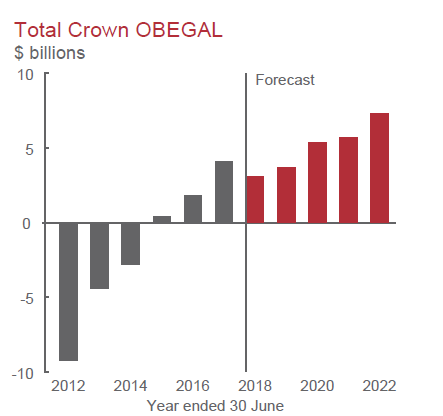 Total Crown OBEGAL
$ billions
10
Forecast
5
0
-5
-10
2012 2014 2016 2018 2020 2022
Year ended 30 June